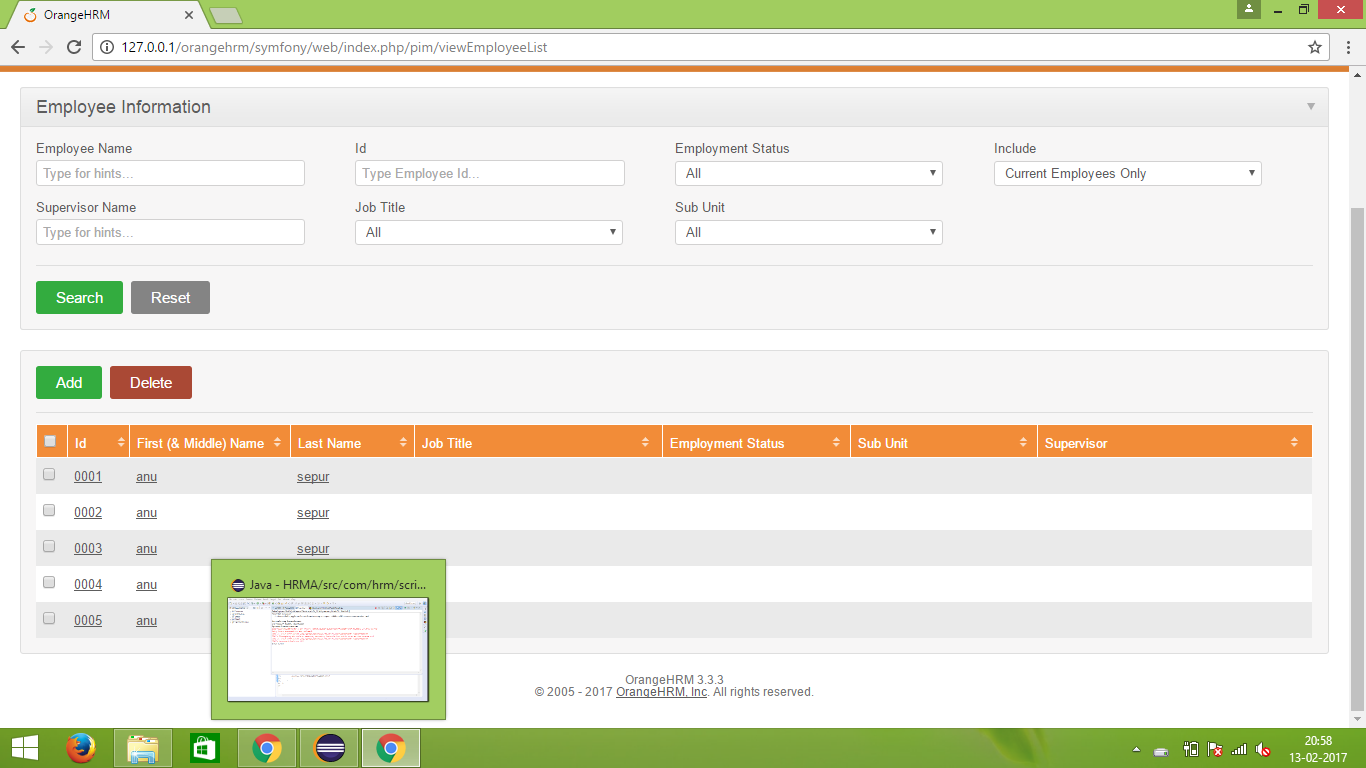 OrangeHRM
127.0.0.1/orangehrm/symfony/web/index.php/pim/viewEmployeeList
Employee Information
Employee Name Id Employment Status Include
Type for hints... Type Employee Id... All Current Employees Only
Supervisor Name Job Title Sub Unit
Type for hints... All All
Search Reset
Add Delete
Id First (& Middle) Name Last Name Job Title Employment Status Sub Unit Supervisor
0001 anu sepur
0002 anu sepur
0003 anu sepur
0004 anu
0005 anu
Java - HRMA/src/com/hrm/scri...
OrangeHRM 3.3.3
© 2005 - 2017 OrangeHRM, Inc. All rights reserved.
20:58
13-02-2017